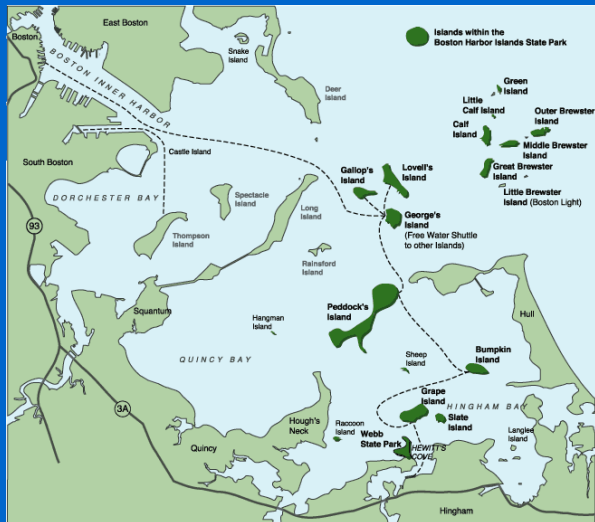 Boston
East Boston
BOSTON INNER HARBOR
Snake
Island
Deer
Island
Islands within the
Boston Harbor Islands State Park
Green
Island
Little
Calf Island
Calf
Island
Outer Brewster
Island
Middle Brewster
Island
Great Brewster
Island
Little Brewster
Island (Boston Light)
South Boston
Castle Island
DORCHESTER BAY
Spectacle
Island
Thompson
Island
Long
Island
Gallop's
Island
Lovell's
Island
George's
Island
(Free Water Shuttle
to other Islands)
93
Rainsford
Island
Squantum
Hangman
Island
Peddock's
Island
Hull
QUINCY BAY
Sheep
Island
Bumpkin
Island
3A
Grape
Island
HINGHAM BAY
Slate
Island
Hough's
Neck
Raccoon
Island
Langlee
Island
Webb
State Park
HEWITT'S
COVE
Quincy
Hingham